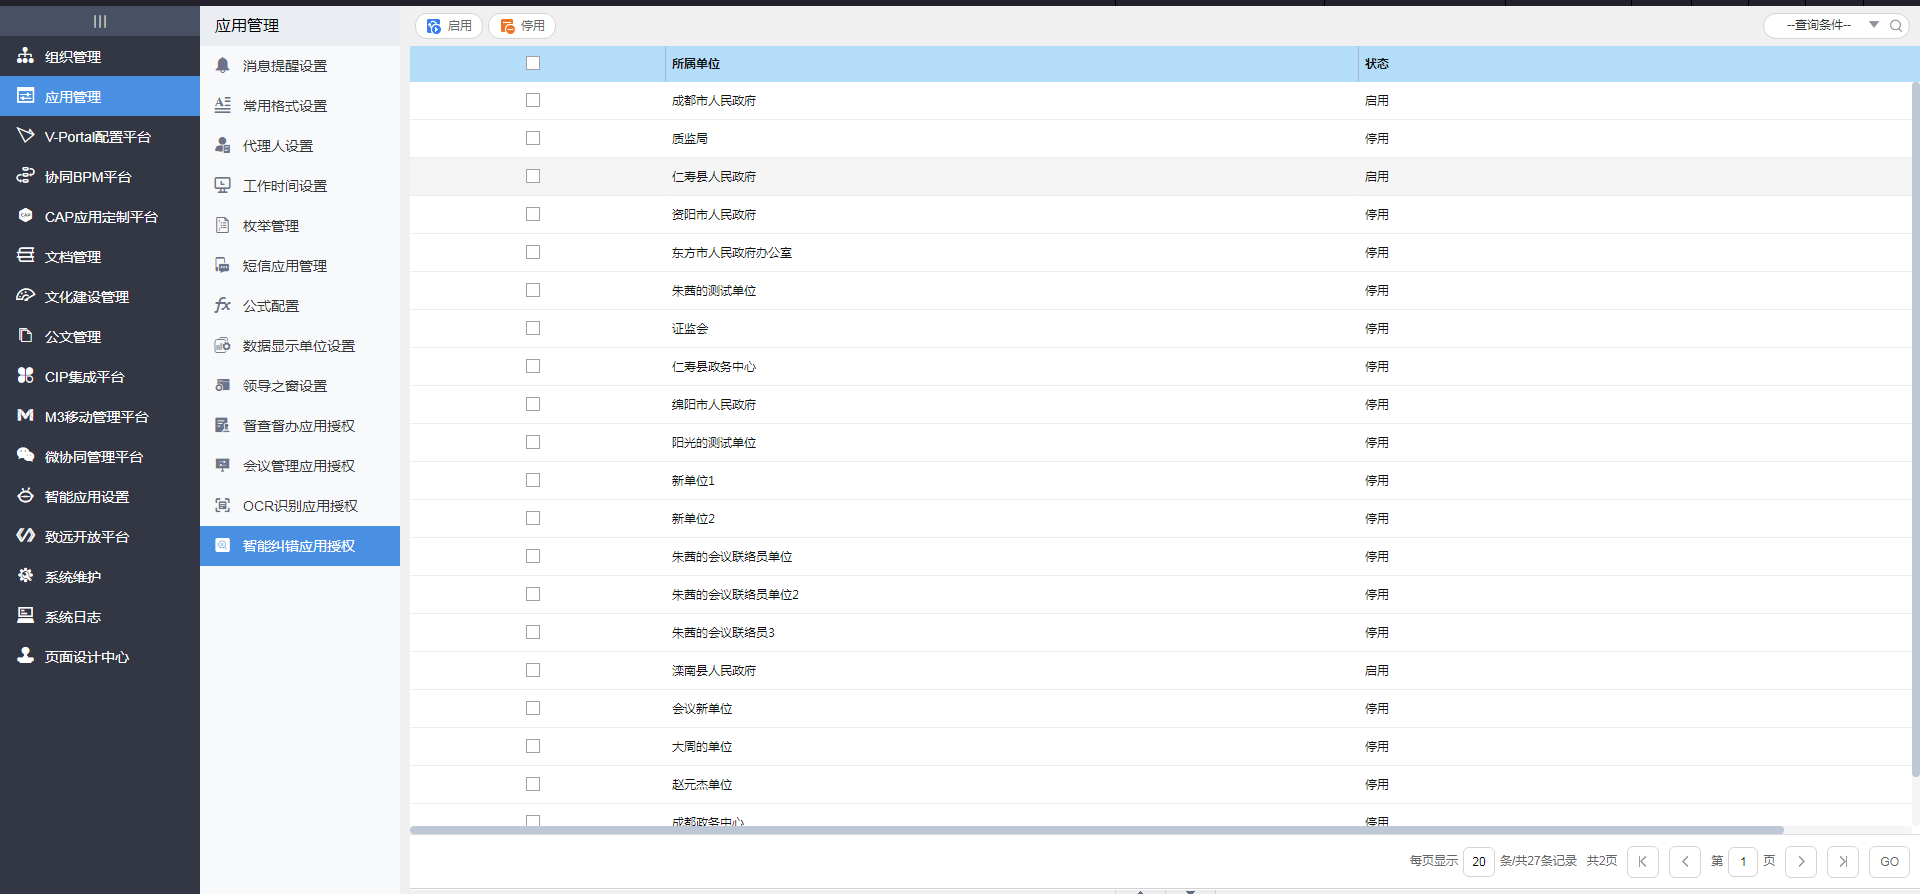 组织管理
应用管理
V-Portal配置平台
协同BPM平台
CAP应用定制平台
文档管理
文化建设管理
公文管理
CIP集成平台
M3移动管理平台
微协同管理平台
智能应用设置
致远开放平台
系统维护
系统日志
页面设计中心
应用管理
消息提醒设置
常用格式设置
代理人设置
工作时间设置
枚举管理
短信应用管理
公式配置
数据显示单位设置
领导之窗设置
督查督办应用授权
会议管理应用授权
OCR识别应用授权
智能纠错应用授权
启用 停用 --查询条件--
所属单位 状态
成都市人民政府 启用
质监局 停用
仁寿县人民政府 启用
资阳市人民政府 停用
东方市人民政府办公室 停用
朱茜的测试单位 停用
证监会 停用
仁寿县政务中心 停用
绵阳市人民政府 停用
阳光的测试单位 停用
新单位1 停用
新单位2 停用
朱茜的会议联络员单位 停用
朱茜的会议联络员单位2 停用
朱茜的会议联络员3 停用
滦南县人民政府 启用
会议新单位 停用
大周的单位 停用
赵元杰单位 停用
成都政务中心 停用
每页显示 20 条/共27条记录 共2页 第 1 页 GO